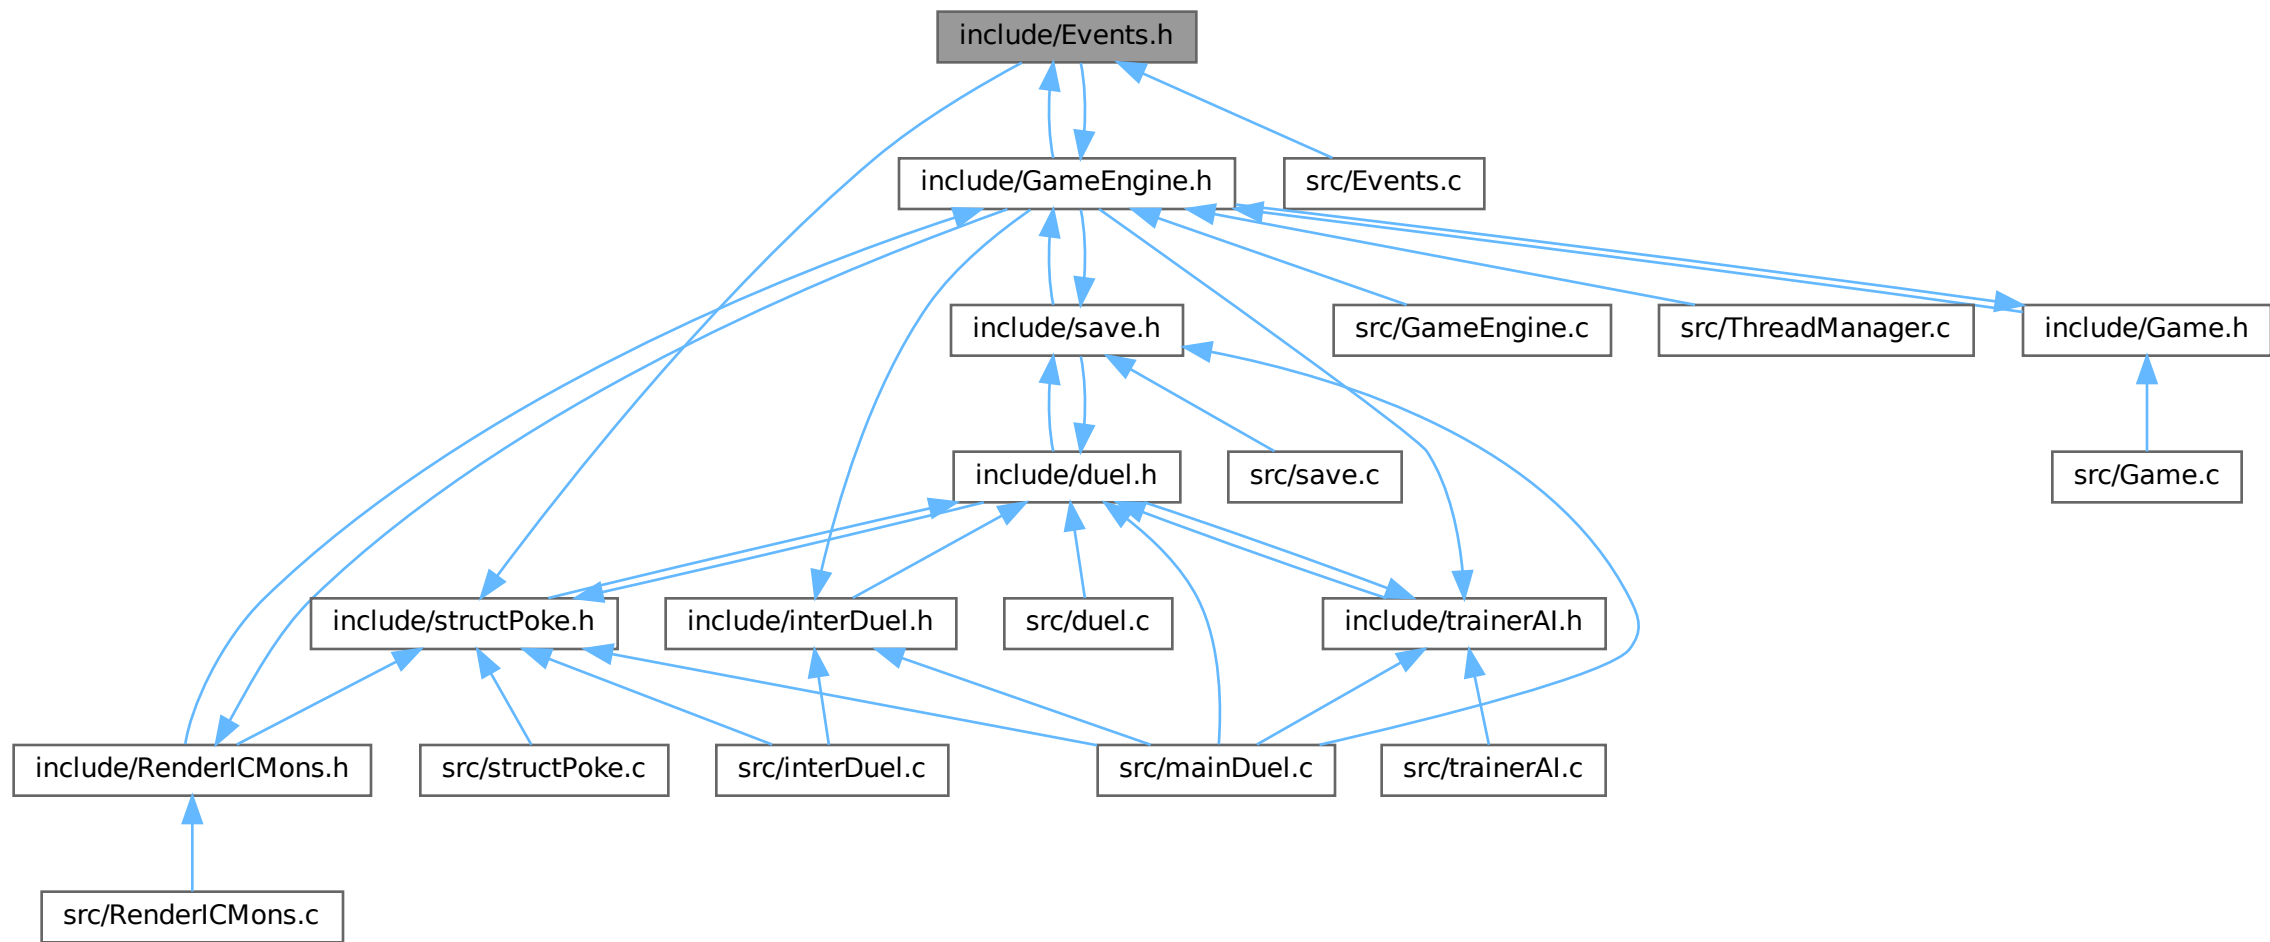 include/Events.h
include/GameEngine.h
src/Events.c
include/save.h
src/GameEngine.c
src/ThreadManager.c
include/Game.h
include/duel.h
src/save.c
src/Game.c
include/structPoke.h
include/interDuel.h
src/duel.c
include/trainerAI.h
include/RenderICMons.h
src/structPoke.c
src/interDuel.c
src/mainDuel.c
src/trainerAI.c
src/RenderICMons.c